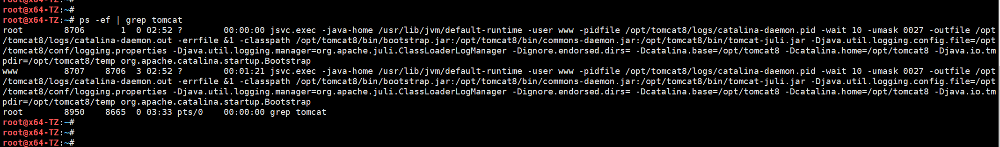 root@x64-TZ:~#
root@x64-TZ:~#
root@x64-TZ:~# ps -ef | grep tomcat
root        8706       1  0 02:52 ?        00:00:00 jsvc.exec -java-home /usr/lib/jvm/default-runtime -user www -pidfile /opt/tomcat8/logs/catalina-daemon.pid -wait 10 -umask 0027 -outfile /opt
/tomcat8/logs/catalina-daemon.out -errfile &1 -classpath /opt/tomcat8/bin/bootstrap.jar:/opt/tomcat8/bin/commons-daemon.jar:/opt/tomcat8/bin/tomcat-juli.jar -Djava.util.logging.config.file=/opt
/tomcat8/conf/logging.properties -Djava.util.logging.manager=org.apache.juli.ClassLoaderLogManager -Dignore.endorsed.dirs= -Dcatalina.base=/opt/tomcat8 -Dcatalina.home=/opt/tomcat8 -Djava.io.tm
pdir=/opt/tomcat8/temp org.apache.catalina.startup.Bootstrap
www         8707    8706  3 02:52 ?        00:01:21 jsvc.exec -java-home /usr/lib/jvm/default-runtime -user www -pidfile /opt/tomcat8/logs/catalina-daemon.pid -wait 10 -umask 0027 -outfile /opt
/tomcat8/logs/catalina-daemon.out -errfile &1 -classpath /opt/tomcat8/bin/bootstrap.jar:/opt/tomcat8/bin/commons-daemon.jar:/opt/tomcat8/bin/tomcat-juli.jar -Djava.util.logging.config.file=/opt
/tomcat8/conf/logging.properties -Djava.util.logging.manager=org.apache.juli.ClassLoaderLogManager -Dignore.endorsed.dirs= -Dcatalina.base=/opt/tomcat8 -Dcatalina.home=/opt/tomcat8 -Djava.io.tm
pdir=/opt/tomcat8/temp org.apache.catalina.startup.Bootstrap
root        8950    8665  0 03:33 pts/0    00:00:00 grep tomcat
root@x64-TZ:~#
root@x64-TZ:~#
root@x64-TZ:~#